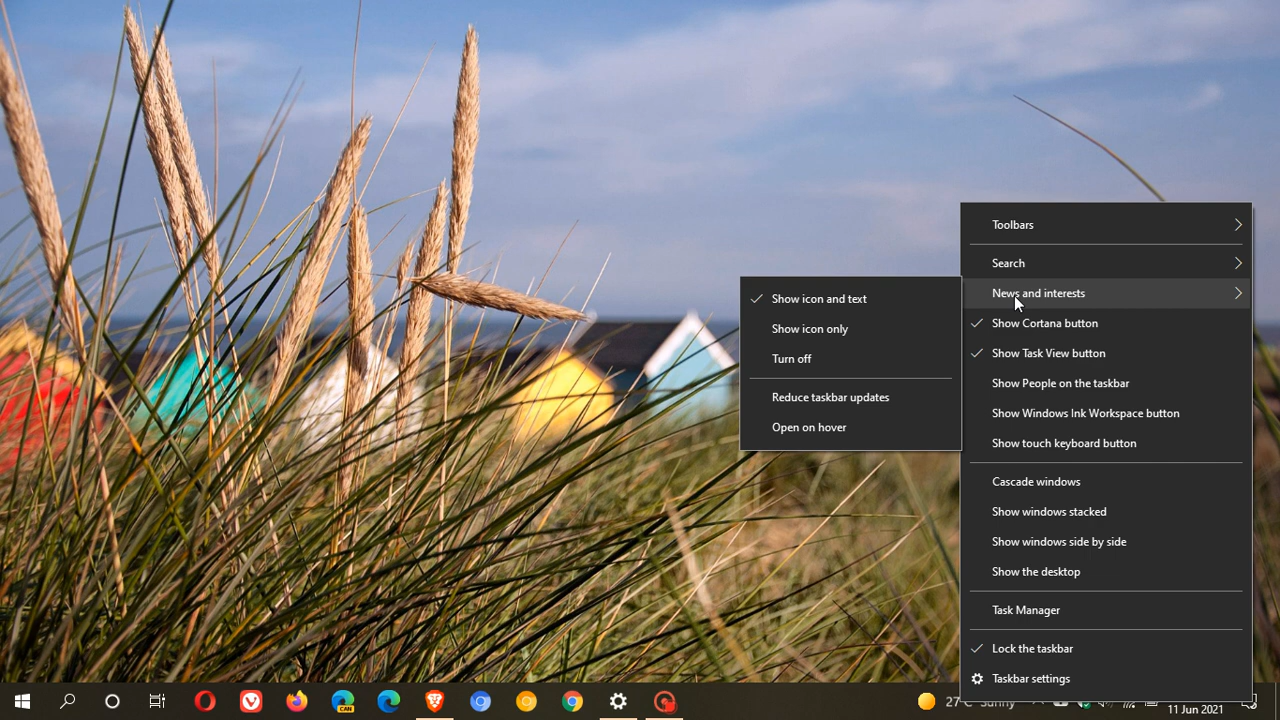 Toolbars
Search
News and interests
Show Cortana button
Show Task View button
Show People on the taskbar
Show Windows Ink Workspace button
Show touch keyboard button
Cascade windows
Show windows stacked
Show windows side by side
Show the desktop
Task Manager
Lock the taskbar
Taskbar settings
Show icon and text
Show icon only
Turn off
Reduce taskbar updates
Open on hover
CAN
27°C Sunny
11 Jun 2021